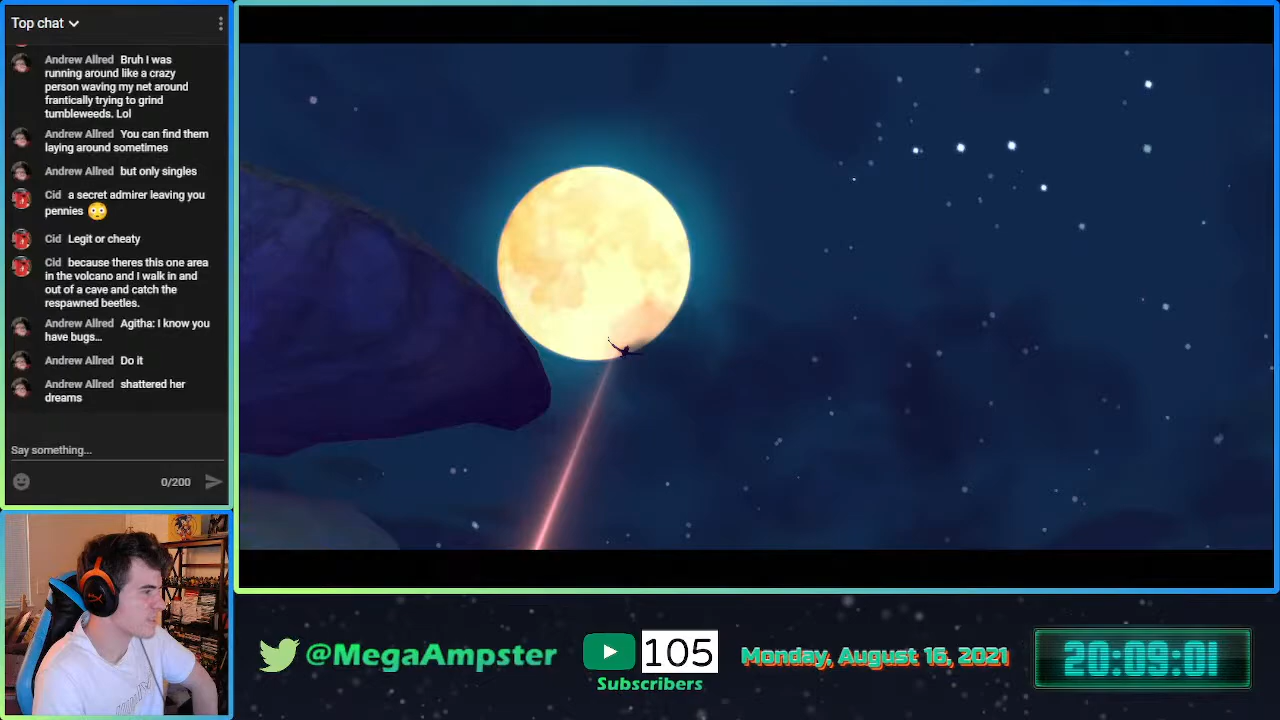 Top chat
Andrew Allred Bruh I was
running around like a crazy
person waving my net around
frantically trying to grind
tumbleweeds. Lol
Andrew Allred You can find them
laying around sometimes
Andrew Allred but only singles
Cid a secret admirer leaving you
pennies 😳
Cid Legit or cheaty
Cid because theres this one area
in the volcano and I walk in and
out of a cave and catch the
respawned beetles.
Andrew Allred Agitha: I know you
have bugs...
Andrew Allred Do it
Andrew Allred shattered her
dreams
Say something...
0/200
@MegaAmpster
105
Subscribers
Monday, August 16, 2021
20:09:01